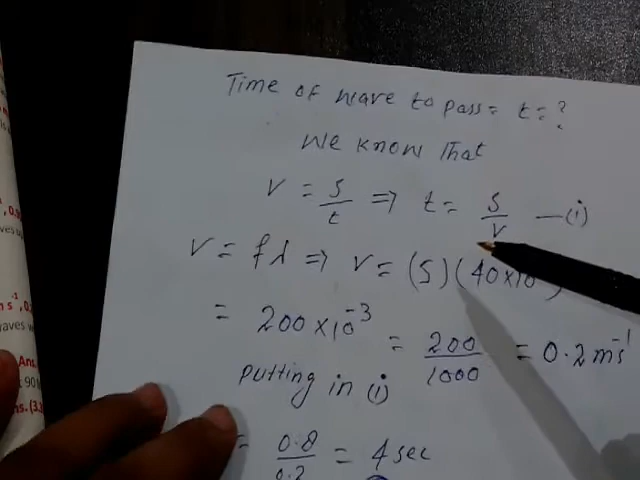 Time of wave to pass = t = ?
We know That
V = S/t ⇒ t = S/V — (i)
V = fλ ⇒ V = (5)(40×10
= 200×10⁻³ = 200/1000 = 0.2 ms⁻¹
putting in (i)
= 0.8/0.2 = 4 sec